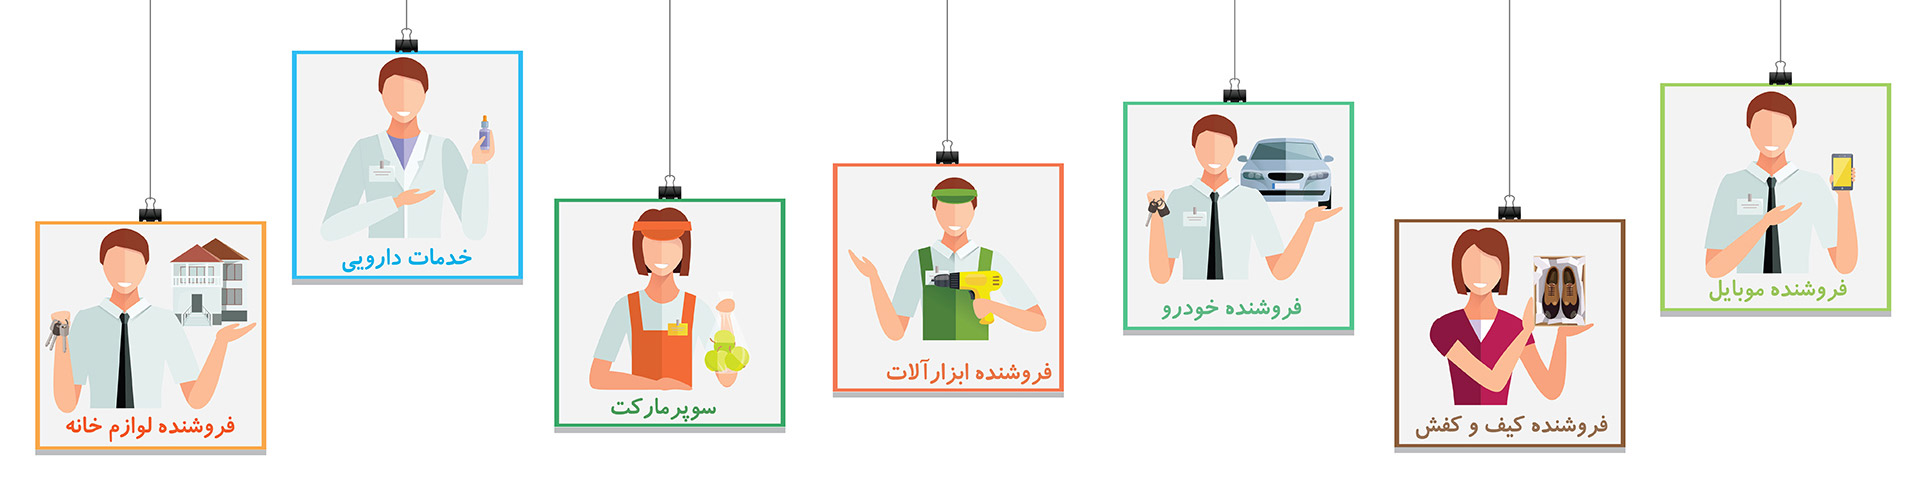 فروشنده موبایل
فروشنده کیف و کفش
فروشنده خودرو
فروشنده ابزارآلات
سوپرمارکت
خدمات دارویی
فروشنده لوازم خانه